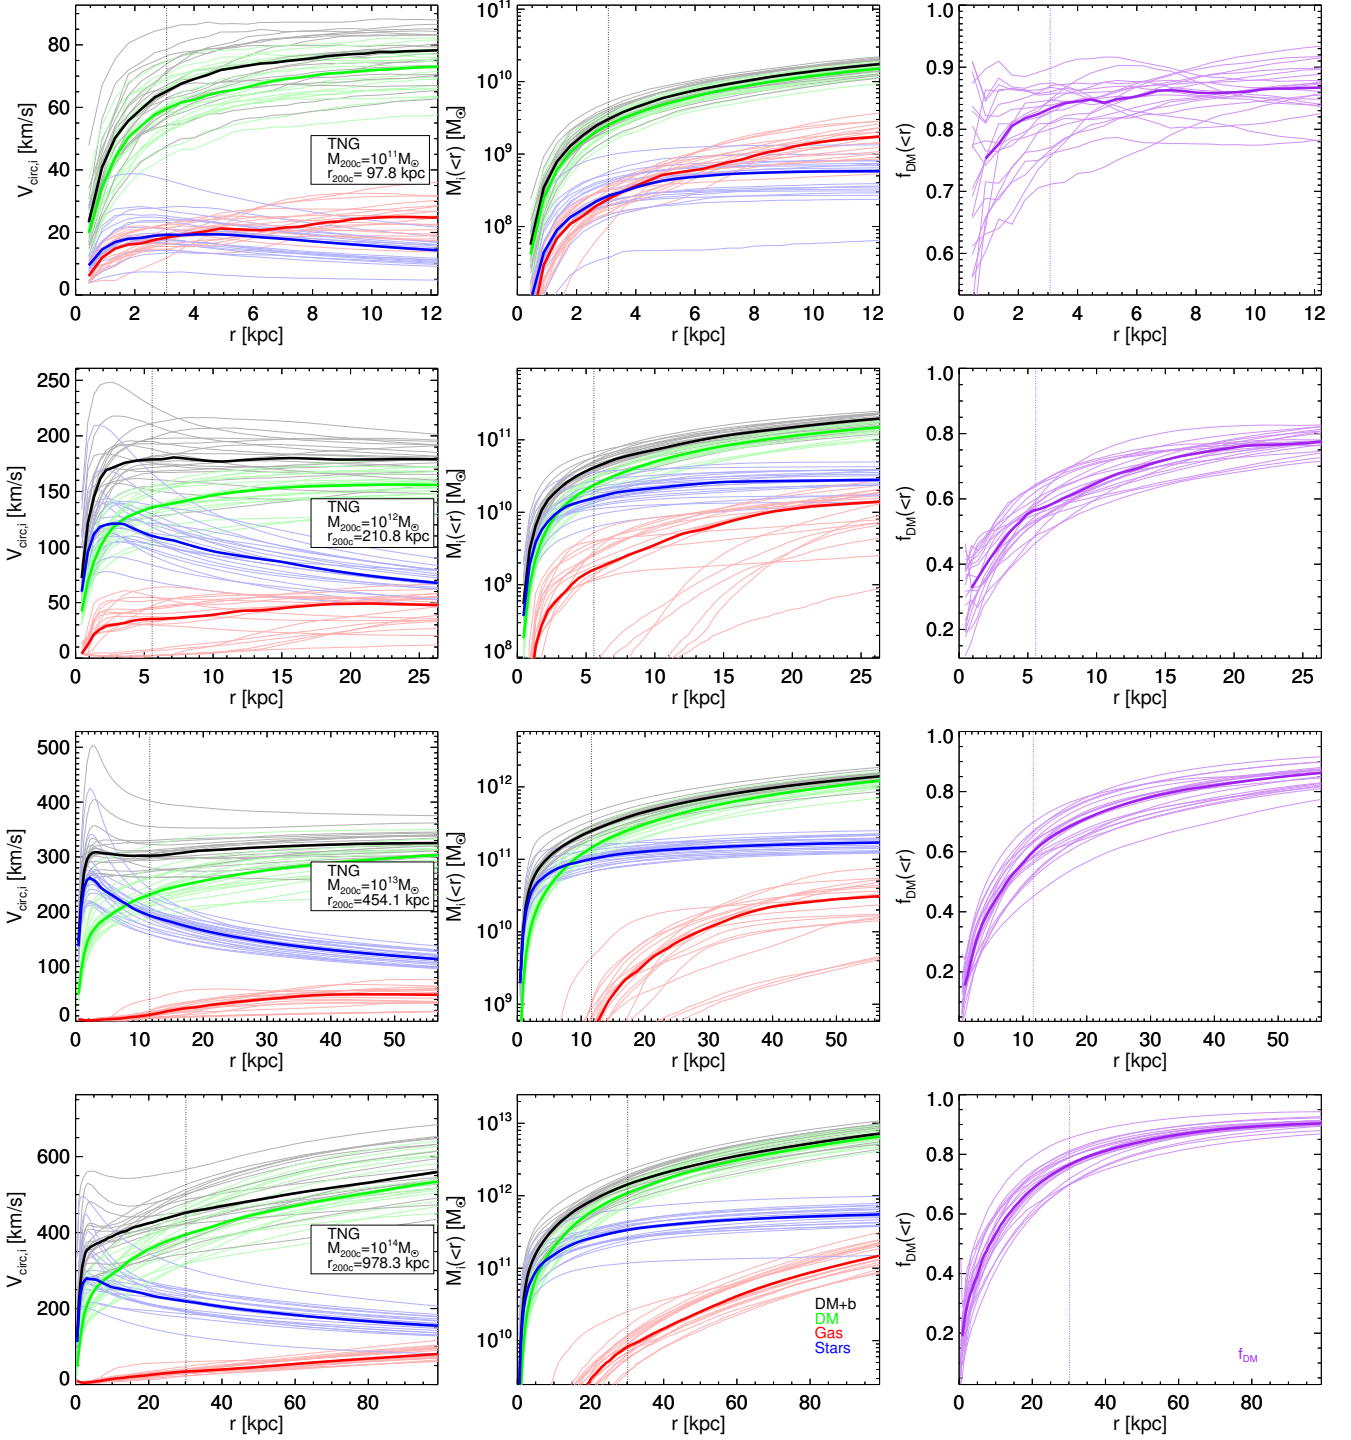 80
60
40
20
0
V_circ,i [km/s]
TNG
M_200c=10^11 M_⊙
r_200c= 97.8 kpc
0 2 4 6 8 10 12
r [kpc]
10^11
10^10
10^9
10^8
M_i(<r) [M_⊙]
0 2 4 6 8 10 12
r [kpc]
1.0
0.9
0.8
0.7
0.6
f_DM(<r)
0 2 4 6 8 10 12
r [kpc]
250
200
150
100
50
0
V_circ,i [km/s]
TNG
M_200c=10^12 M_⊙
r_200c=210.8 kpc
0 5 10 15 20 25
r [kpc]
10^11
10^10
10^9
10^8
M_i(<r) [M_⊙]
0 5 10 15 20 25
r [kpc]
1.0
0.8
0.6
0.4
0.2
f_DM(<r)
0 5 10 15 20 25
r [kpc]
500
400
300
200
100
0
V_circ,i [km/s]
TNG
M_200c=10^13 M_⊙
r_200c=454.1 kpc
0 10 20 30 40 50
r [kpc]
10^12
10^11
10^10
10^9
M_i(<r) [M_⊙]
0 10 20 30 40 50
r [kpc]
1.0
0.8
0.6
0.4
0.2
f_DM(<r)
0 10 20 30 40 50
r [kpc]
600
400
200
0
V_circ,i [km/s]
TNG
M_200c=10^14 M_⊙
r_200c=978.3 kpc
0 20 40 60 80
r [kpc]
10^13
10^12
10^11
10^10
M_i(<r) [M_⊙]
DM+b
DM
Gas
Stars
0 20 40 60 80
r [kpc]
1.0
0.8
0.6
0.4
0.2
f_DM(<r)
f_DM
0 20 40 60 80
r [kpc]